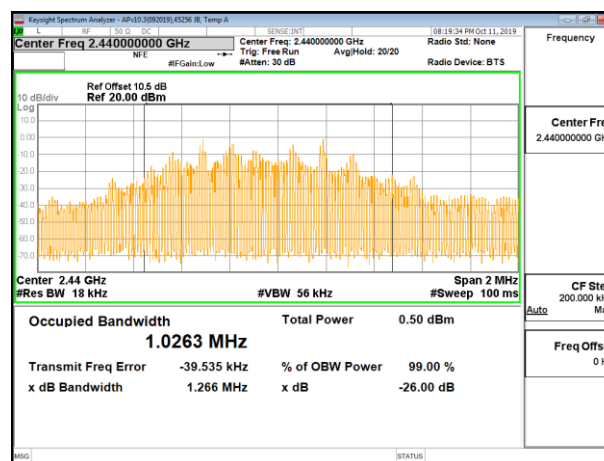 Keysight Spectrum Analyzer - APv10.3(092019),45256 JB, Temp A
L RF 50 Ω DC SENSE:INT 08:19:34 PM Oct 11, 2019
Center Freq 2.440000000 GHz
Center Freq: 2.440000000 GHz
Radio Std: None
Trig: Free Run Avg|Hold: 20/20
NFE
#IFGain:Low #Atten: 30 dB
Radio Device: BTS
Frequency
Ref Offset 10.5 dB
10 dB/div Ref 20.00 dBm
Log
10.0
0.00
-10.0
-20.0
-30.0
-40.0
-50.0
-60.0
-70.0
Center 2.44 GHz
Span 2 MHz
#Res BW 18 kHz #VBW 56 kHz #Sweep 100 ms
Occupied Bandwidth
1.0263 MHz
Total Power 0.50 dBm
Transmit Freq Error -39.535 kHz % of OBW Power 99.00 %
x dB Bandwidth 1.266 MHz x dB -26.00 dB
Center Fre
2.440000000 GH
CF Ste
200.000 k
Auto Ma
Freq Offs
0 H
MSG STATUS